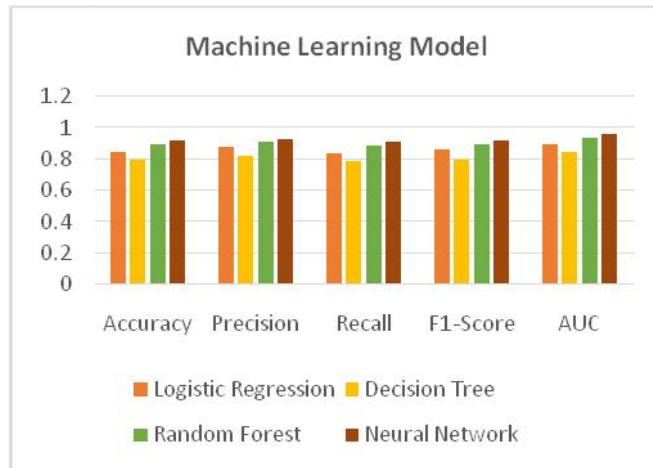 Machine Learning Model
1.2
1
0.8
0.6
0.4
0.2
0
Accuracy Precision Recall F1-Score AUC
Logistic Regression Decision Tree
Random Forest Neural Network